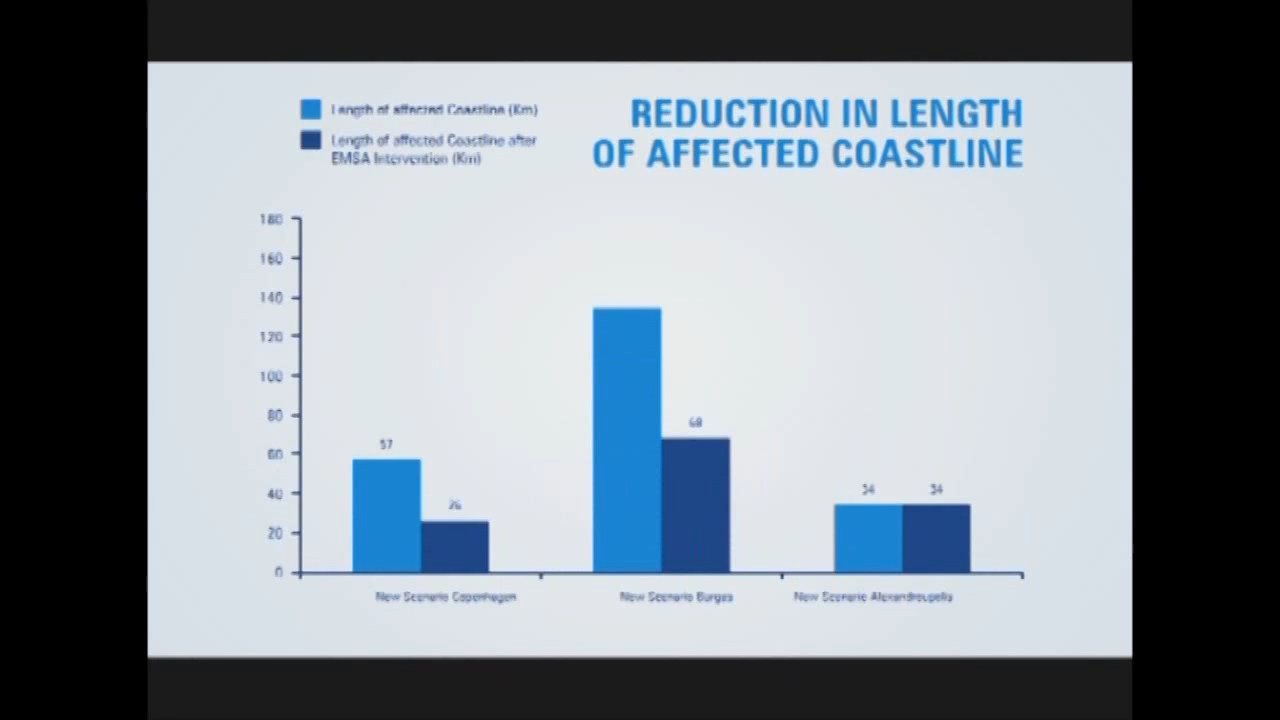 Length of affected Coastline (Km)
Length of affected Coastline after
EMSA Intervention (Km)
REDUCTION IN LENGTH
OF AFFECTED COASTLINE
180
160
140
120
100
80
60
40
20
0
57
26
68
34
34
New Scenario Copenhagen
New Scenario Burgas
New Scenario Alexandroupolis